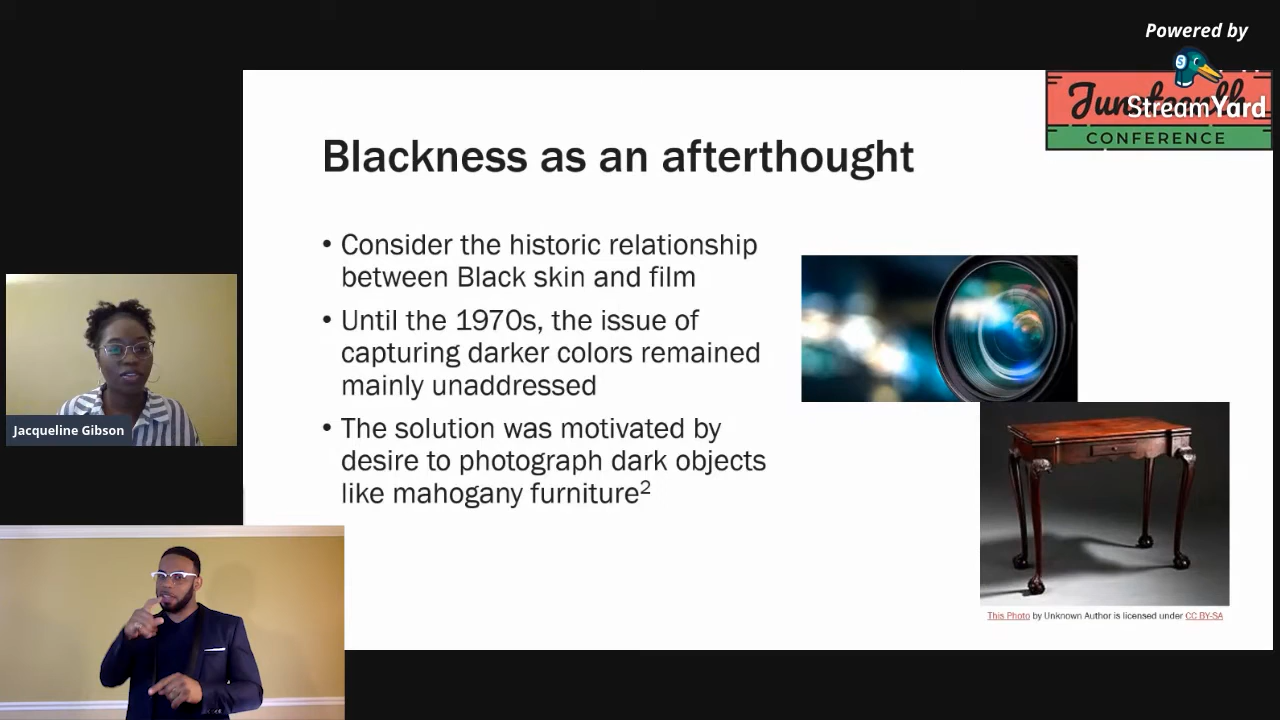 Powered by
StreamYard
Juneteenth
CONFERENCE
Blackness as an afterthought
• Consider the historic relationship
between Black skin and film
• Until the 1970s, the issue of
capturing darker colors remained
mainly unaddressed
• The solution was motivated by
desire to photograph dark objects
like mahogany furniture2
This Photo by Unknown Author is licensed under CC BY-SA
Jacqueline Gibson